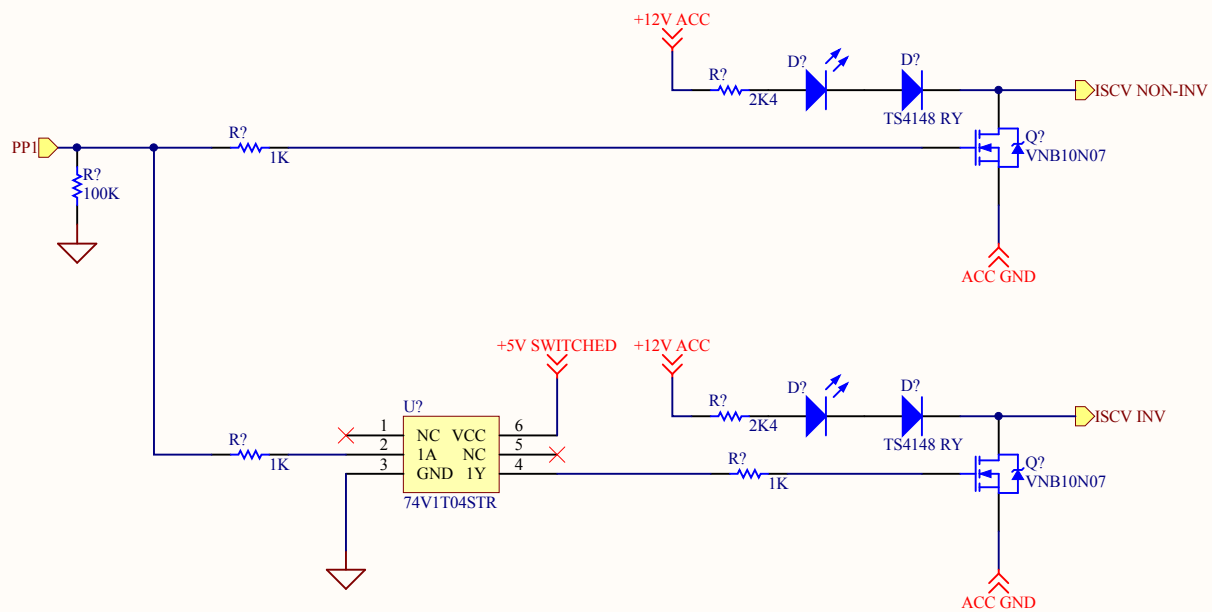 +12V ACC
R?
2K4
D?
D?
TS4148 RY
ISCV NON-INV
PP1
R?
1K
Q?
VNB10N07
R?
100K
ACC GND
+5V SWITCHED
+12V ACC
R?
2K4
D?
D?
TS4148 RY
ISCV INV
U?
1 NC VCC 6
2 1A NC 5
3 GND 1Y 4
74V1T04STR
R?
1K
R?
1K
Q?
VNB10N07
ACC GND